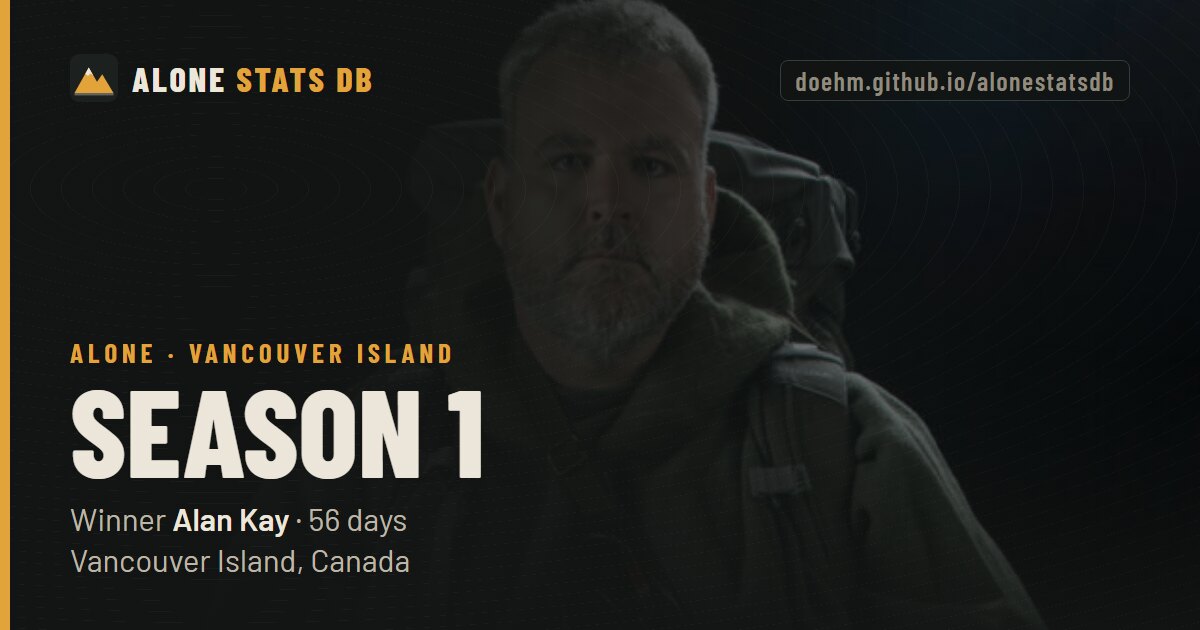 ALONE STATS DB
doehm.github.io/alonestatsdb
ALONE · VANCOUVER ISLAND
SEASON 1
Winner Alan Kay · 56 days
Vancouver Island, Canada